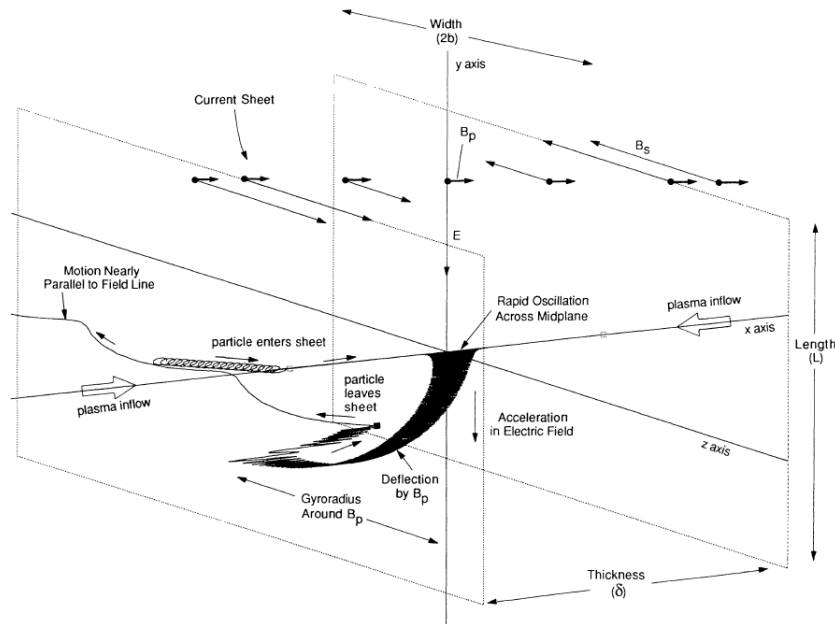 Width
(2b)
y axis
Current Sheet
Bp
Bs
E
Motion Nearly
Parallel to Field Line
Rapid Oscillation
Across Midplane
plasma inflow
particle enters sheet
x axis
Length
(L)
particle
leaves
sheet
plasma inflow
Acceleration
in Electric Field
z axis
Deflection
by Bp
Gyroradius
Around Bp
Thickness
(δ)